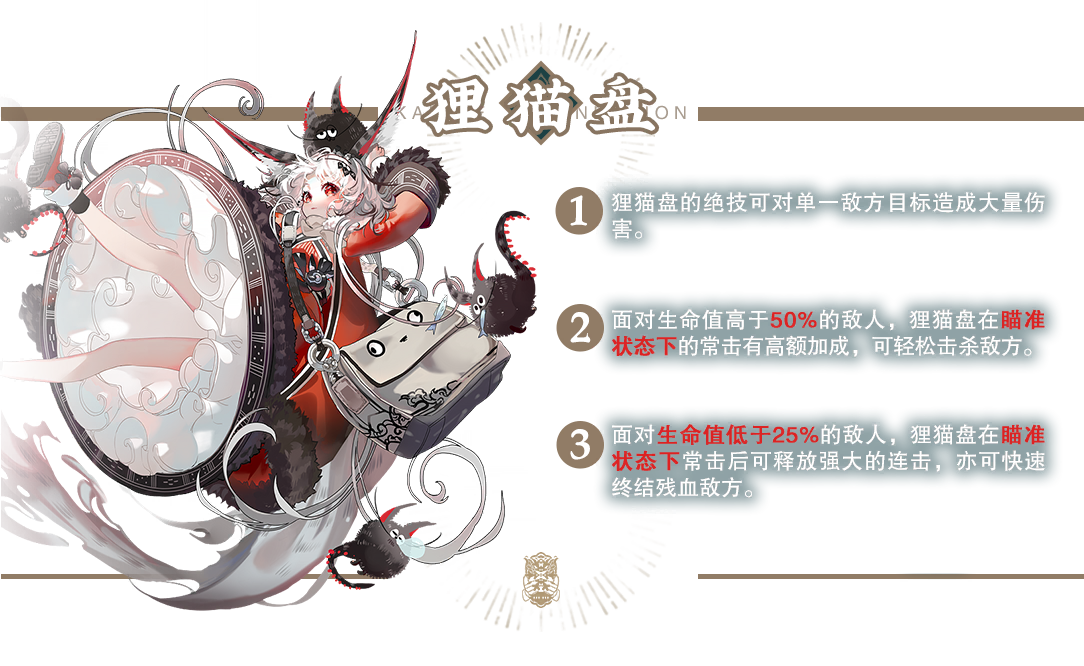 狸猫盘
1
狸猫盘的绝技可对单一敌方目标造成大量伤
害。
2
面对生命值高于50%的敌人，狸猫盘在瞄准
状态下的常击有高额加成，可轻松击杀敌方。
3
面对生命值低于25%的敌人，狸猫盘在瞄准
状态下常击后可释放强大的连击，亦可快速
终结残血敌方。